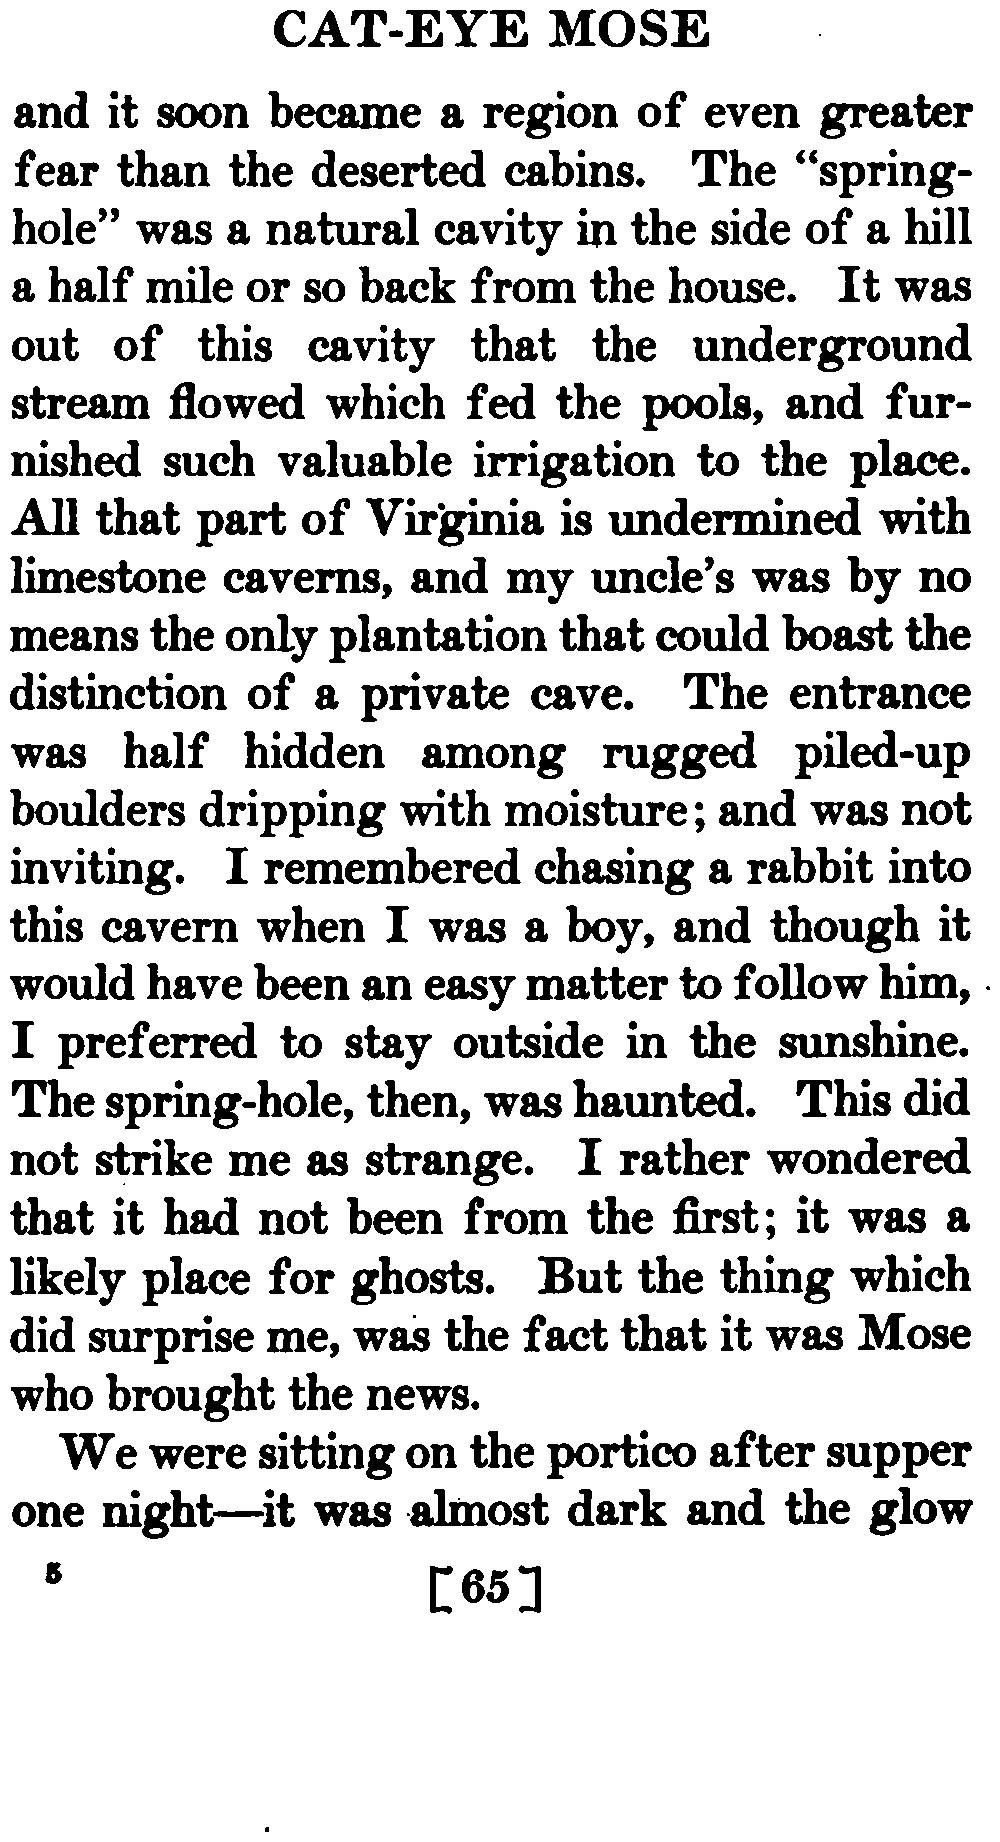 CAT-EYE MOSE
and it soon became a region of even greater
fear than the deserted cabins. The “spring-
hole” was a natural cavity in the side of a hill
a half mile or so back from the house. It was
out of this cavity that the underground
stream flowed which fed the pools, and fur-
nished such valuable irrigation to the place.
All that part of Virginia is undermined with
limestone caverns, and my uncle’s was by no
means the only plantation that could boast the
distinction of a private cave. The entrance
was half hidden among rugged piled-up
boulders dripping with moisture; and was not
inviting. I remembered chasing a rabbit into
this cavern when I was a boy, and though it
would have been an easy matter to follow him,
I preferred to stay outside in the sunshine.
The spring-hole, then, was haunted. This did
not strike me as strange. I rather wondered
that it had not been from the first; it was a
likely place for ghosts. But the thing which
did surprise me, was the fact that it was Mose
who brought the news.
We were sitting on the portico after supper
one night—it was almost dark and the glow
5 [65]